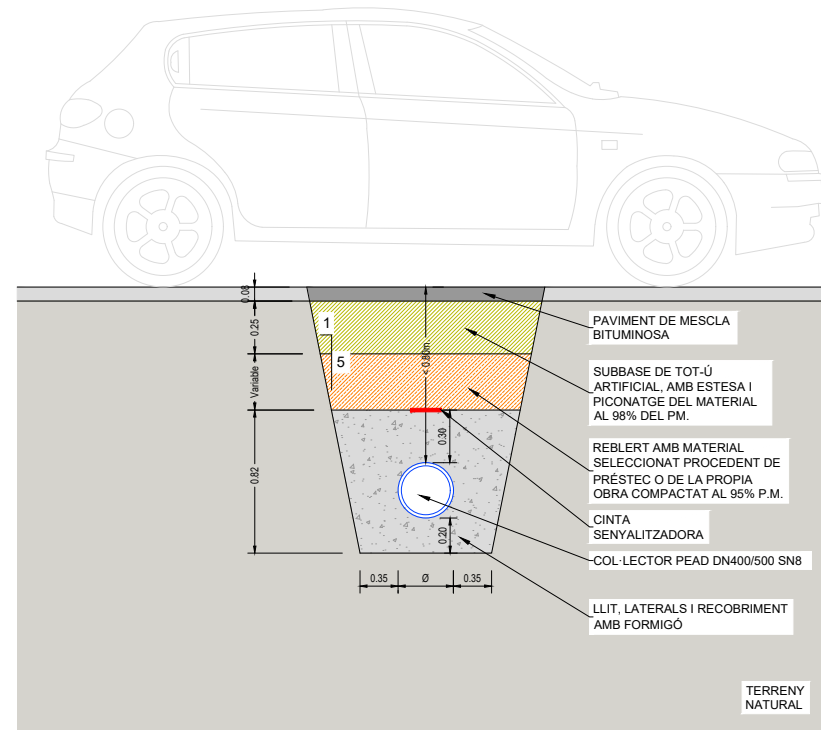 0.08
0.25
Variable
0.82
1
5
< 0.80m.
0.30
0.20
0.35
Ø
0.35
PAVIMENT DE MESCLA
BITUMINOSA
SUBBASE DE TOT-Ú
ARTIFICIAL, AMB ESTESA I
PICONATGE DEL MATERIAL
AL 98% DEL PM.
REBLERT AMB MATERIAL
SELECCIONAT PROCEDENT DE
PRÉSTEC O DE LA PROPIA
OBRA COMPACTAT AL 95% P.M.
CINTA
SENYALITZADORA
COL·LECTOR PEAD DN400/500 SN8
LLIT, LATERALS I RECOBRIMENT
AMB FORMIGÓ
TERRENY
NATURAL